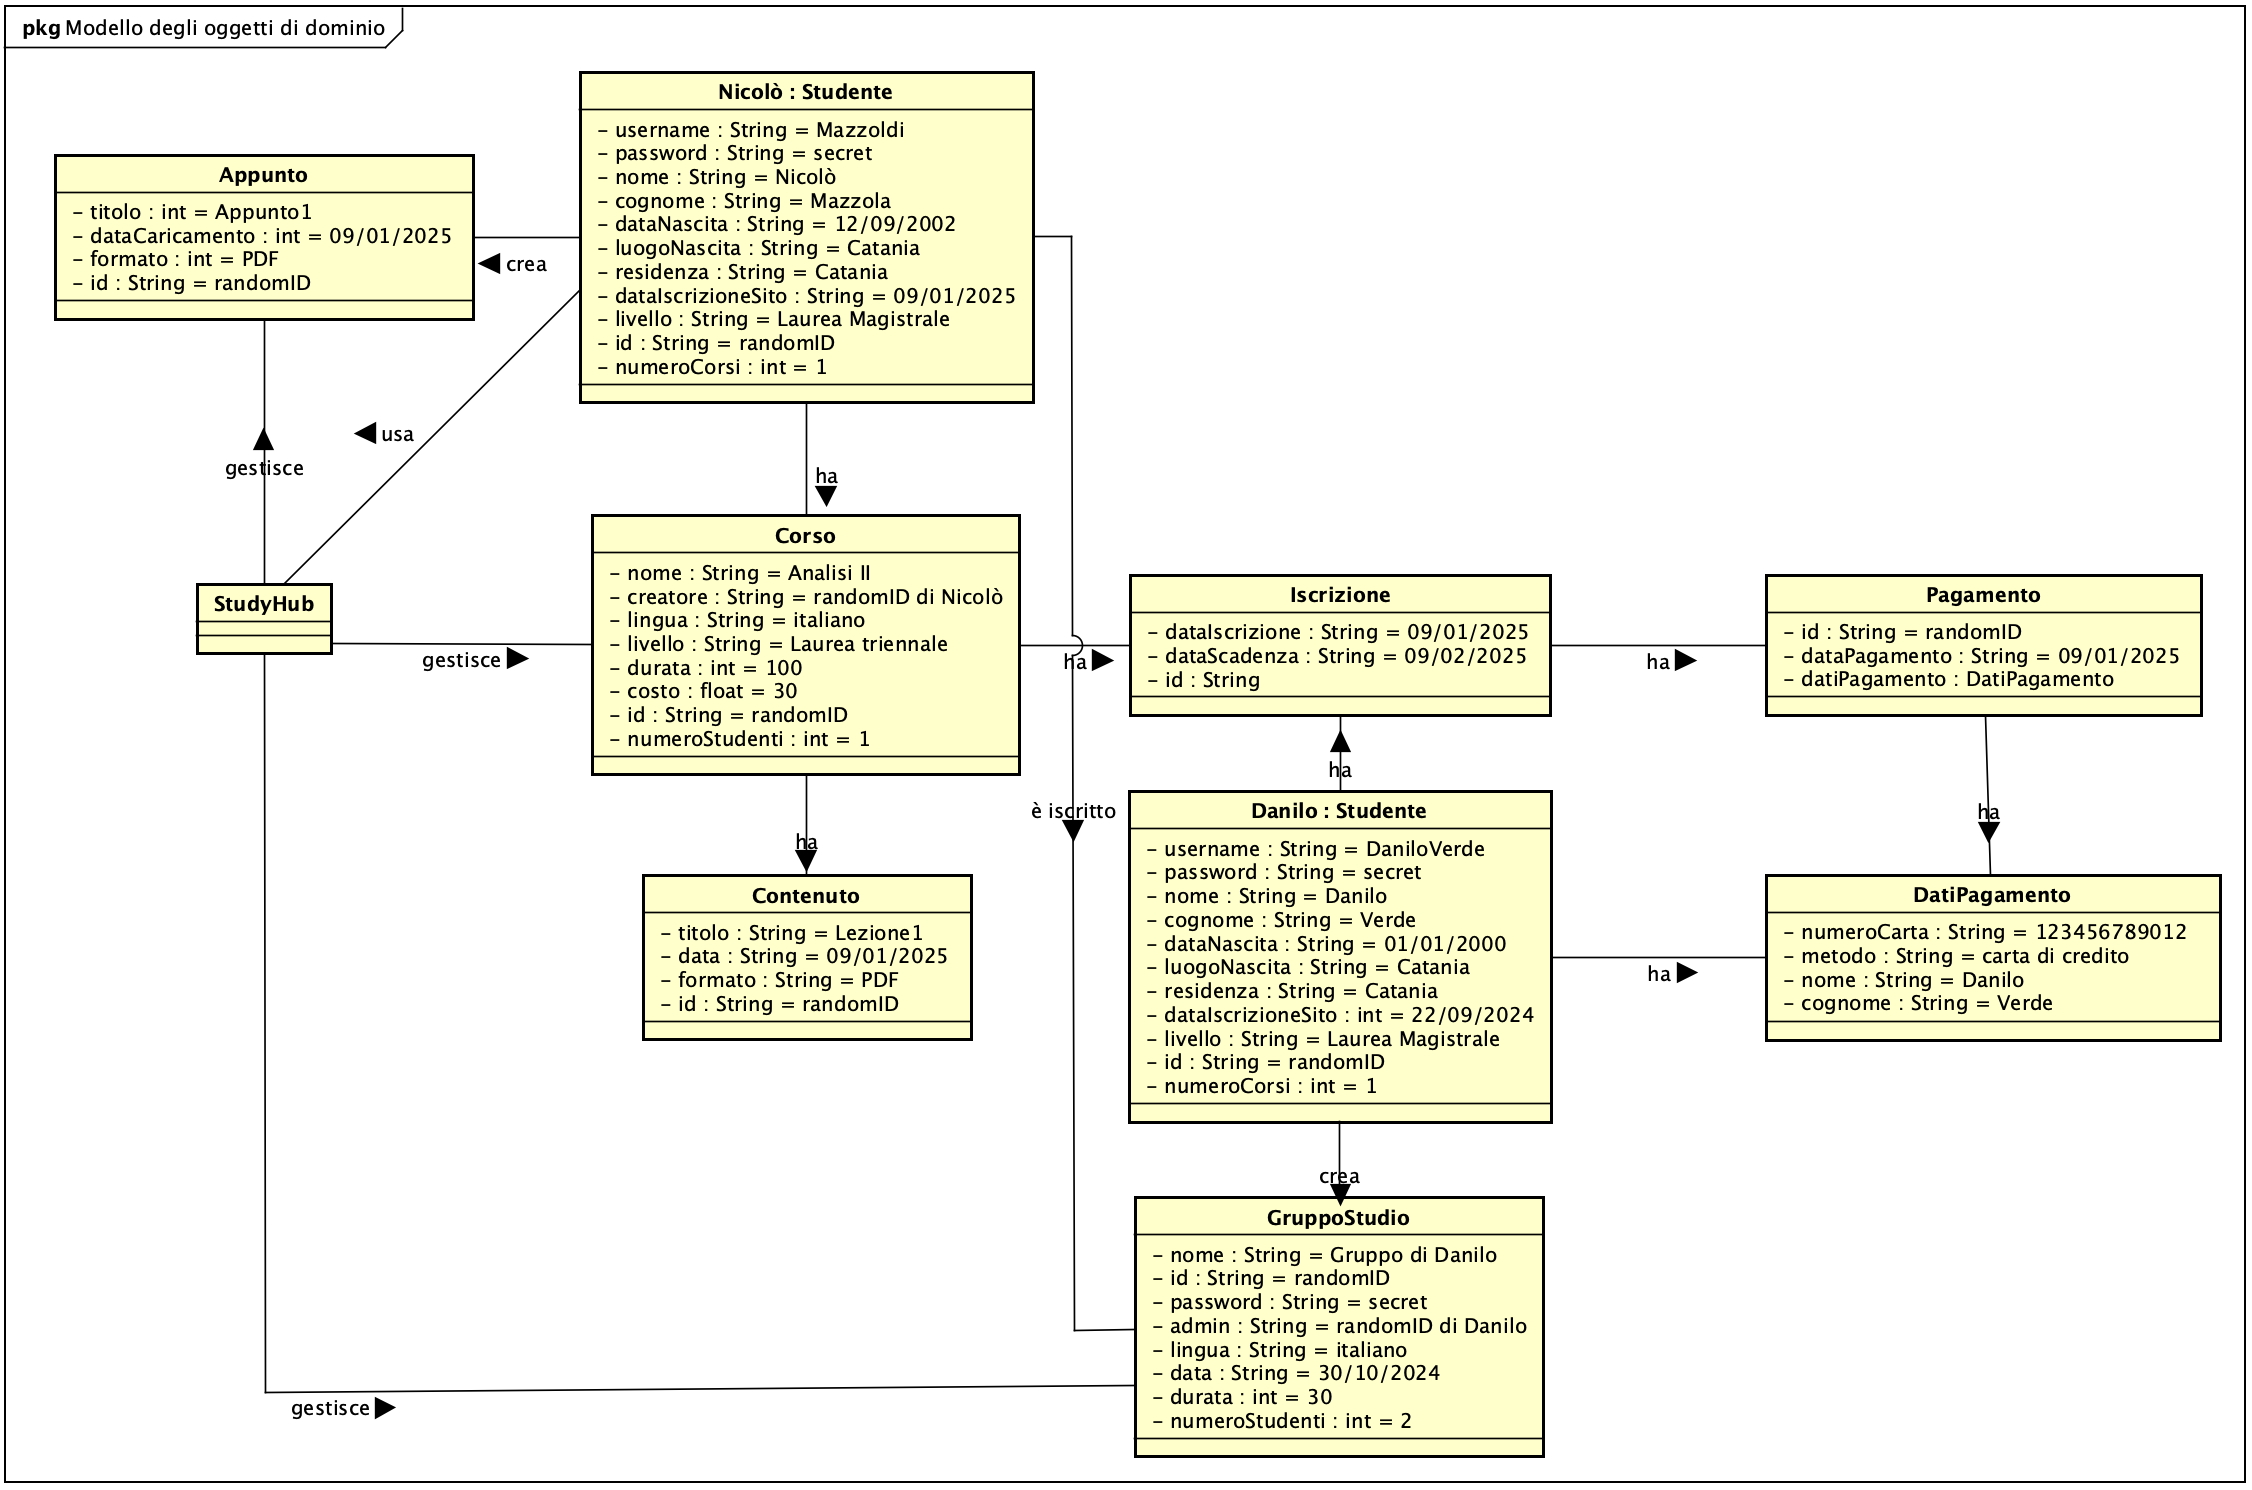 pkg Modello degli oggetti di dominio
Nicolò : Studente
- username : String = Mazzoldi
- password : String = secret
- nome : String = Nicolò
- cognome : String = Mazzola
- dataNascita : String = 12/09/2002
- luogoNascita : String = Catania
- residenza : String = Catania
- dataIscrizioneSito : String = 09/01/2025
- livello : String = Laurea Magistrale
- id : String = randomID
- numeroCorsi : int = 1
Appunto
- titolo : int = Appunto1
- dataCaricamento : int = 09/01/2025
- formato : int = PDF
- id : String = randomID
crea
usa
gestisce
ha
StudyHub
gestisce
Corso
- nome : String = Analisi II
- creatore : String = randomID di Nicolò
- lingua : String = italiano
- livello : String = Laurea triennale
- durata : int = 100
- costo : float = 30
- id : String = randomID
- numeroStudenti : int = 1
ha
Iscrizione
- dataIscrizione : String = 09/01/2025
- dataScadenza : String = 09/02/2025
- id : String
ha
Pagamento
- id : String = randomID
- dataPagamento : String = 09/01/2025
- datiPagamento : DatiPagamento
ha
è iscritto
ha
ha
Contenuto
- titolo : String = Lezione1
- data : String = 09/01/2025
- formato : String = PDF
- id : String = randomID
Danilo : Studente
- username : String = DaniloVerde
- password : String = secret
- nome : String = Danilo
- cognome : String = Verde
- dataNascita : String = 01/01/2000
- luogoNascita : String = Catania
- residenza : String = Catania
- dataIscrizioneSito : int = 22/09/2024
- livello : String = Laurea Magistrale
- id : String = randomID
- numeroCorsi : int = 1
ha
DatiPagamento
- numeroCarta : String = 123456789012
- metodo : String = carta di credito
- nome : String = Danilo
- cognome : String = Verde
crea
GruppoStudio
- nome : String = Gruppo di Danilo
- id : String = randomID
- password : String = secret
- admin : String = randomID di Danilo
- lingua : String = italiano
- data : String = 30/10/2024
- durata : int = 30
- numeroStudenti : int = 2
gestisce